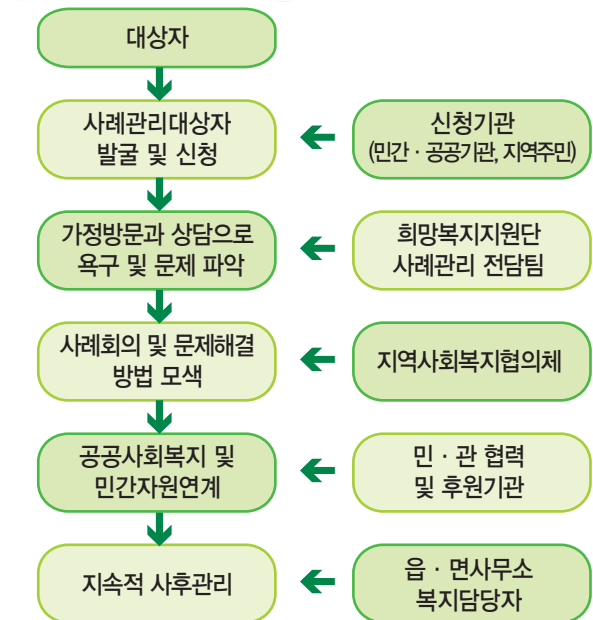 대상자
사례관리대상자
발굴 및 신청
신청기관
(민간 · 공공기관, 지역주민)
가정방문과 상담으로
욕구 및 문제 파악
희망복지지원단
사례관리 전담팀
사례회의 및 문제해결
방법 모색
지역사회복지협의체
공공사회복지 및
민간자원연계
민 · 관 협력
및 후원기관
지속적 사후관리
읍 · 면사무소
복지담당자